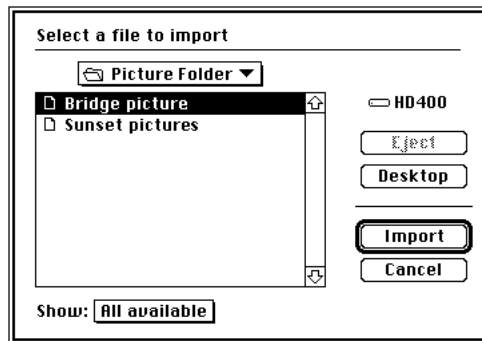 Select a file to import
Picture Folder
Bridge picture
Sunset pictures
HD400
Eject
Desktop
Import
Cancel
Show: All available